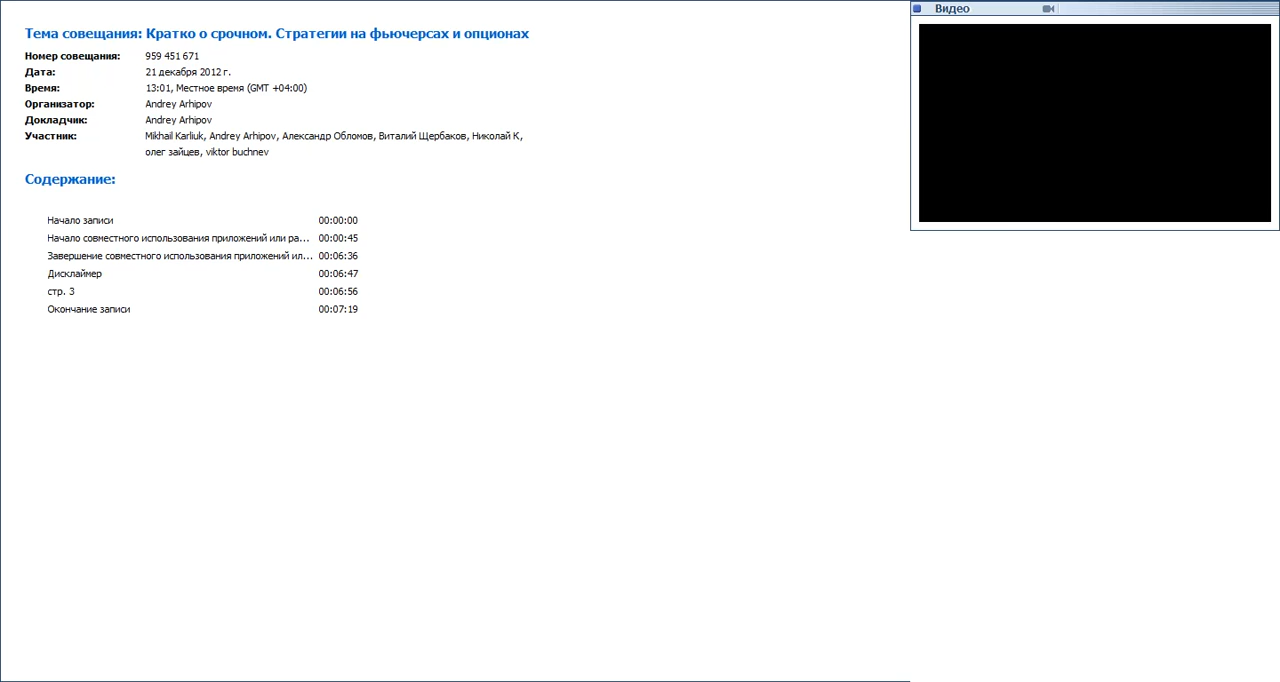 Тема совещания: Кратко о срочном. Стратегии на фьючерсах и опционах
Номер совещания: 959 451 671
Дата: 21 декабря 2012 г.
Время: 13:01, Местное время (GMT +04:00)
Организатор: Andrey Arhipov
Докладчик: Andrey Arhipov
Участник: Mikhail Karliuk, Andrey Arhipov, Александр Обломов, Виталий Щербаков, Николай К,
олег зайцев, viktor buchnev
Содержание:
Начало записи 00:00:00
Начало совместного использования приложений или ра... 00:00:45
Завершение совместного использования приложений ил... 00:06:36
Дисклаймер 00:06:47
стр. 3 00:06:56
Окончание записи 00:07:19
Видео